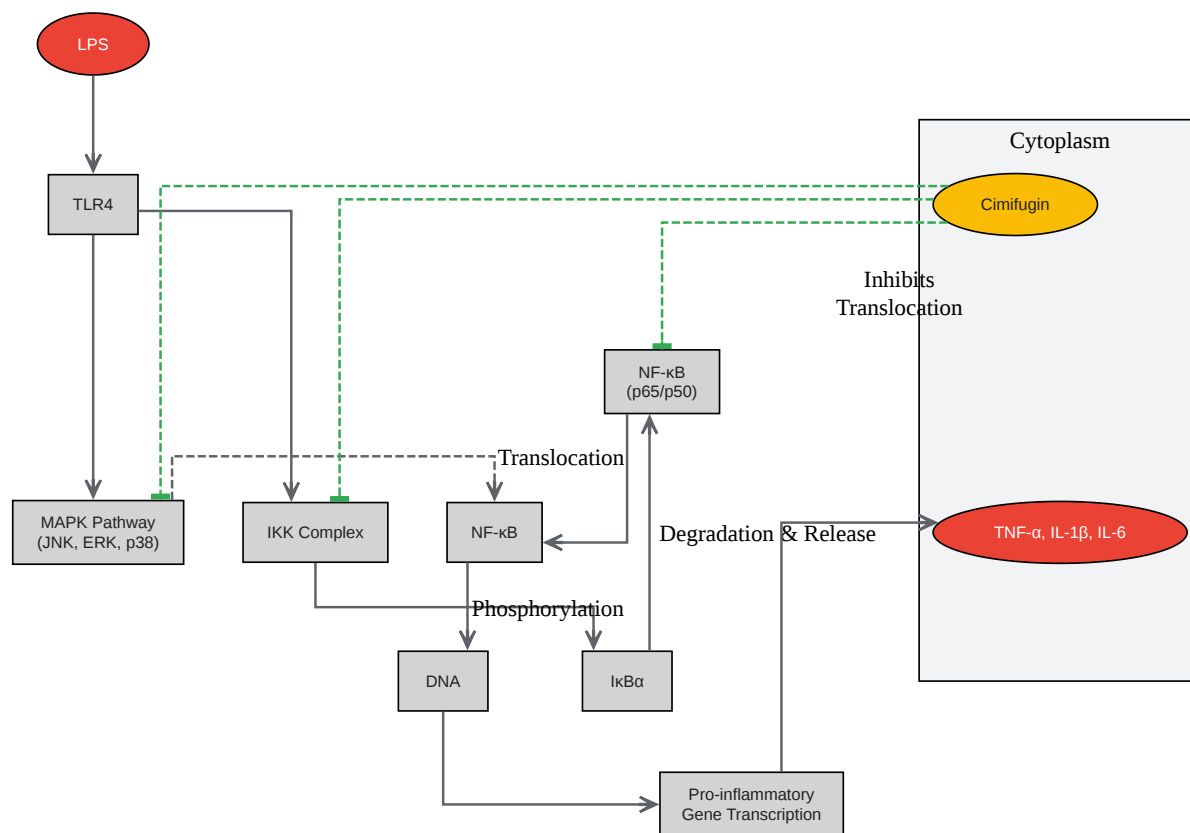 LPS
Cytoplasm
TLR4
Cimifugin
Inhibits
Translocation
NF-κB
(p65/p50)
Translocation
MAPK Pathway
(JNK, ERK, p38)
IKK Complex
NF-κB
Degradation & Release
TNF-α, IL-1β, IL-6
Phosphorylation
DNA
IκBα
Pro-inflammatory
Gene Transcription